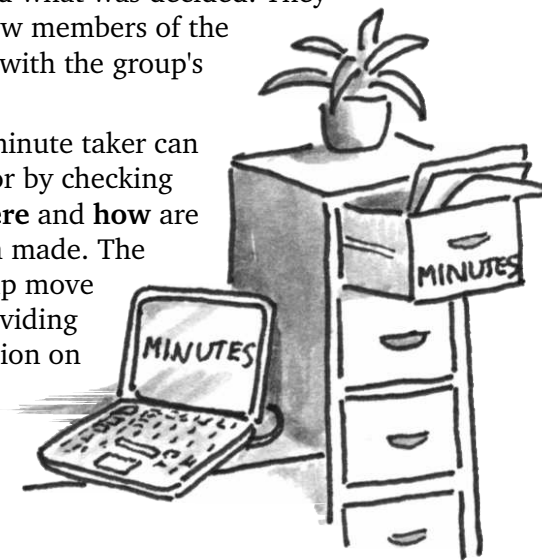 d what was decided. They
ew members of the
with the group's
minute taker can
or by checking
ere and how are
n made. The
p move
viding
ion on
MINUTES
MINUTES